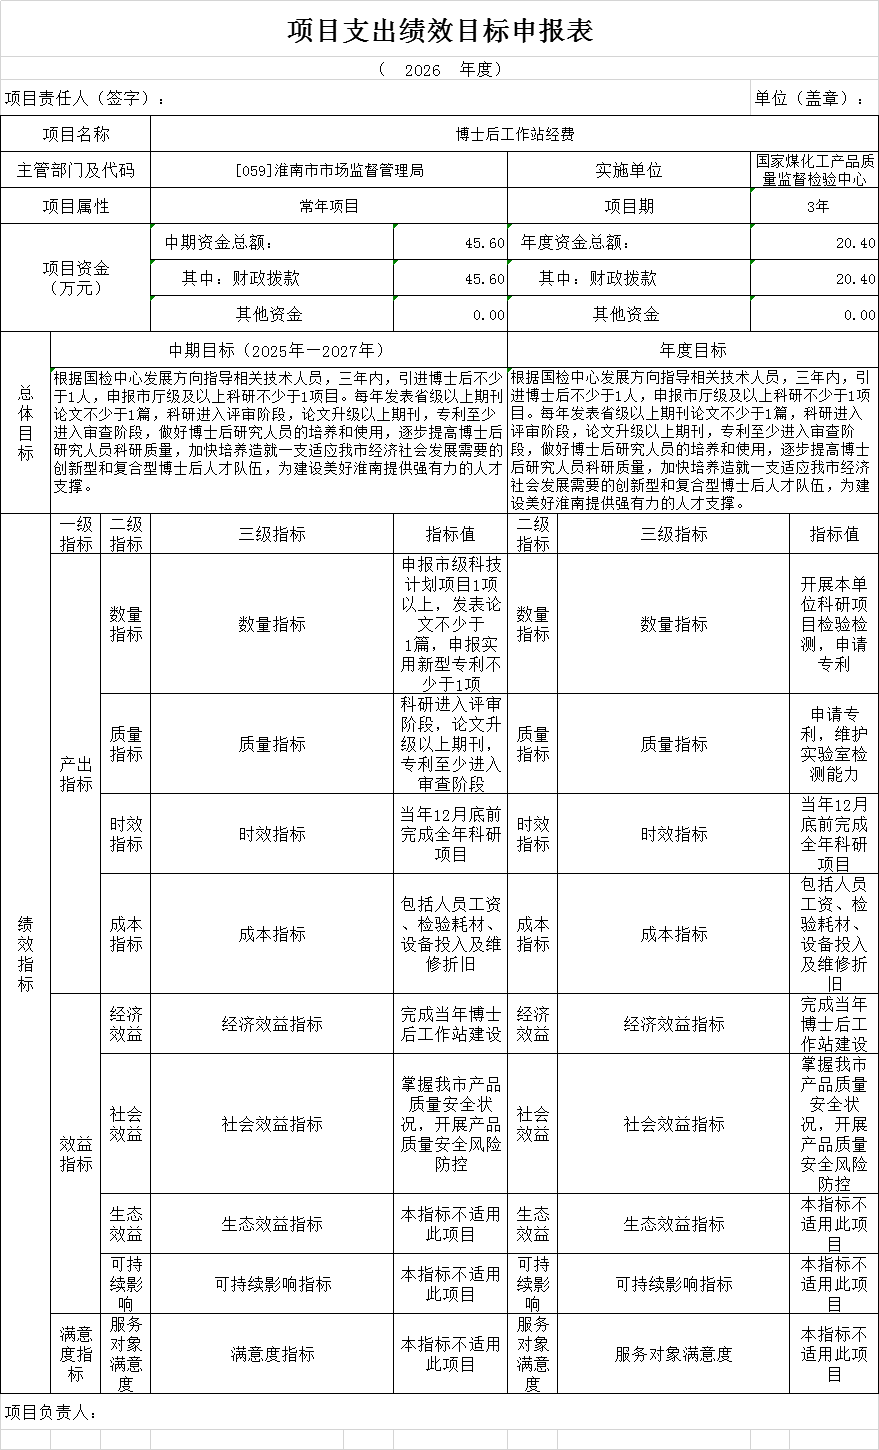 项目支出绩效目标申报表
（ 2026 年度）
项目责任人（签字）：
单位（盖章）：
项目名称
博士后工作站经费
主管部门及代码
[059]淮南市市场监督管理局
实施单位
国家煤化工产品质
量监督检验中心
项目属性
常年项目
项目期
3年
项目资金
（万元）
中期资金总额：
45.60
年度资金总额：
20.40
其中：财政拨款
45.60
其中：财政拨款
20.40
其他资金
0.00
其他资金
0.00
总
体
目
标
中期目标（2025年—2027年）
年度目标
根据国检中心发展方向指导相关技术人员，三年内，引进博士后不少
于1人，申报市厅级及以上科研不少于1项目。每年发表省级以上期刊
论文不少于1篇，科研进入评审阶段，论文升级以上期刊，专利至少
进入审查阶段，做好博士后研究人员的培养和使用，逐步提高博士后
研究人员科研质量，加快培养造就一支适应我市经济社会发展需要的
创新型和复合型博士后人才队伍，为建设美好淮南提供强有力的人才
支撑。
根据国检中心发展方向指导相关技术人员，三年内，引
进博士后不少于1人，申报市厅级及以上科研不少于1项
目。每年发表省级以上期刊论文不少于1篇，科研进入
评审阶段，论文升级以上期刊，专利至少进入审查阶
段，做好博士后研究人员的培养和使用，逐步提高博士
后研究人员科研质量，加快培养造就一支适应我市经济
社会发展需要的创新型和复合型博士后人才队伍，为建
设美好淮南提供强有力的人才支撑。
绩
效
指
标
一级
指标
二级
指标
三级指标
指标值
二级
指标
三级指标
指标值
产出
指标
数量
指标
数量指标
申报市级科技
计划项目1项
以上，发表论
文不少于
1篇，申报实
用新型专利不
少于1项
数量
指标
数量指标
开展本单
位科研项
目检验检
测，申请
专利
质量
指标
质量指标
科研进入评审
阶段，论文升
级以上期刊，
专利至少进入
审查阶段
质量
指标
质量指标
申请专
利，维护
实验室检
测能力
时效
指标
时效指标
当年12月底前
完成全年科研
项目
时效
指标
时效指标
当年12月
底前完成
全年科研
项目
成本
指标
成本指标
包括人员工资
、检验耗材、
设备投入及维
修折旧
成本
指标
成本指标
包括人员
工资、检
验耗材、
设备投入
及维修折
旧
效益
指标
经济
效益
经济效益指标
完成当年博士
后工作站建设
经济
效益
经济效益指标
完成当年
博士后工
作站建设
社会
效益
社会效益指标
掌握我市产品
质量安全状
况，开展产品
质量安全风险
防控
社会
效益
社会效益指标
掌握我市
产品质量
安全状
况，开展
产品质量
安全风险
防控
生态
效益
生态效益指标
本指标不适用
此项目
生态
效益
生态效益指标
本指标不
适用此项
目
可持
续影
响
可持续影响指标
本指标不适用
此项目
可持
续影
响
可持续影响指标
本指标不
适用此项
目
满意
度指
标
服务
对象
满意
度
满意度指标
本指标不适用
此项目
服务
对象
满意
度
服务对象满意度
本指标不
适用此项
目
项目负责人：